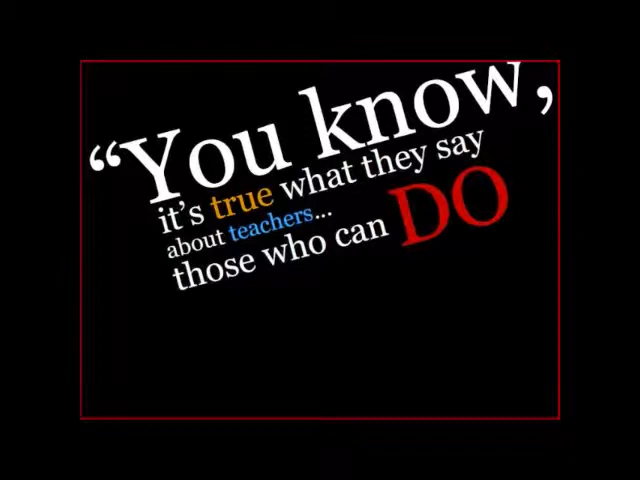 “You know,
it’s true what they say
about teachers...
those who can DO